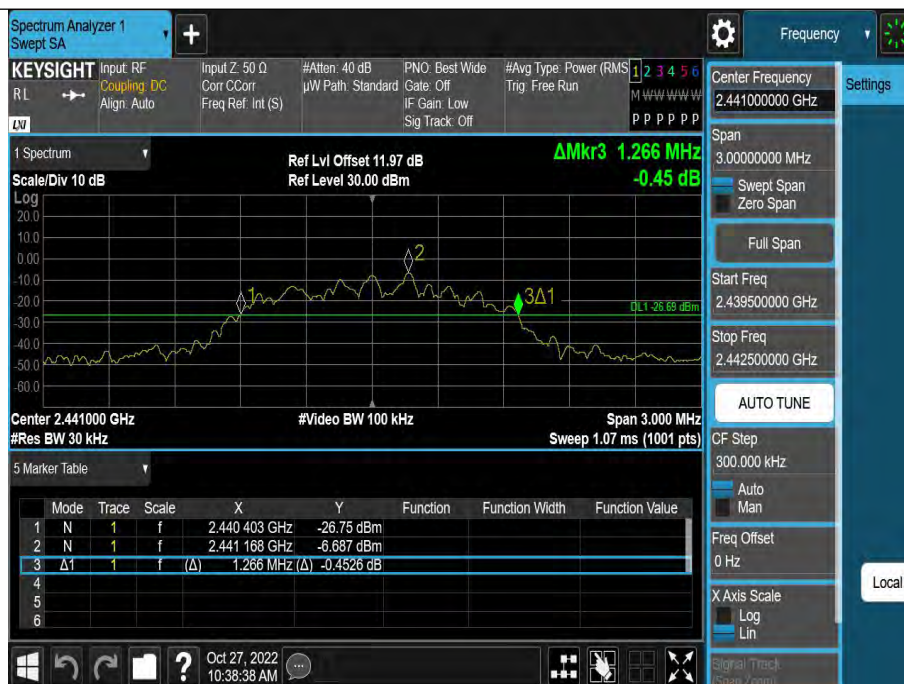 Spectrum Analyzer 1
Swept SA
+
Frequency
KEYSIGHT
RL
LXI
Input: RF
Coupling: DC
Align: Auto
Input Z: 50 Ω
Corr CCorr
Freq Ref: Int (S)
#Atten: 40 dB
µW Path: Standard
PNO: Best Wide
Gate: Off
IF Gain: Low
Sig Track: Off
#Avg Type: Power (RMS
Trig: Free Run
1 2 3 4 5 6
M W W W W W
P P P P P P
1 Spectrum
Scale/Div 10 dB
Log
Ref Lvl Offset 11.97 dB
Ref Level 30.00 dBm
ΔMkr3 1.266 MHz
-0.45 dB
20.0
10.0
0.00
-10.0
-20.0
-30.0
-40.0
-50.0
-60.0
1
2
3Δ1
DL1 -26.69 dBm
Center 2.441000 GHz
#Res BW 30 kHz
#Video BW 100 kHz
Span 3.000 MHz
Sweep 1.07 ms (1001 pts)
5 Marker Table
Mode Trace Scale X Y Function Function Width Function Value
1 N 1 f 2.440 403 GHz -26.75 dBm
2 N 1 f 2.441 168 GHz -6.687 dBm
3 Δ1 1 f (Δ) 1.266 MHz (Δ) -0.4526 dB
4
5
6
Oct 27, 2022
10:38:38 AM
?
Center Frequency
2.441000000 GHz
Span
3.00000000 MHz
Swept Span
Zero Span
Full Span
Start Freq
2.439500000 GHz
Stop Freq
2.442500000 GHz
AUTO TUNE
CF Step
300.000 kHz
Auto
Man
Freq Offset
0 Hz
X Axis Scale
Log
Lin
Signal Track
(Span Zoom)
Settings
Local